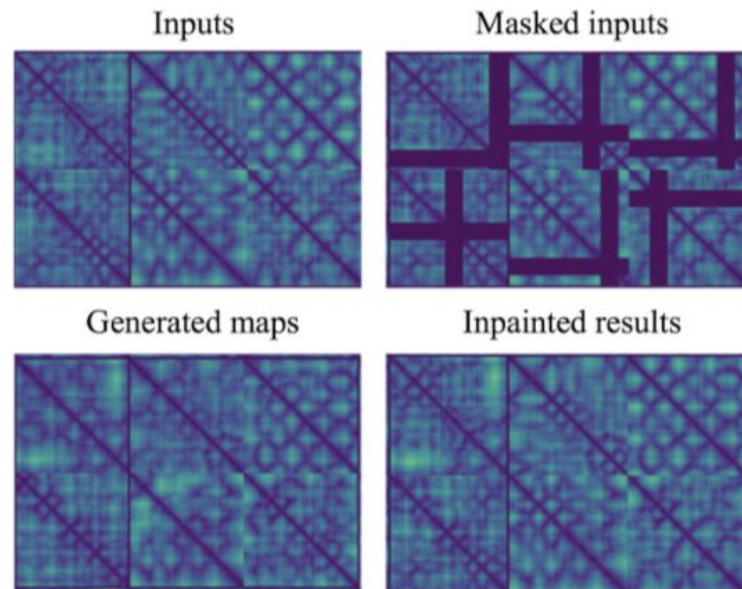 Inputs
Masked inputs
Generated maps
Inpainted results